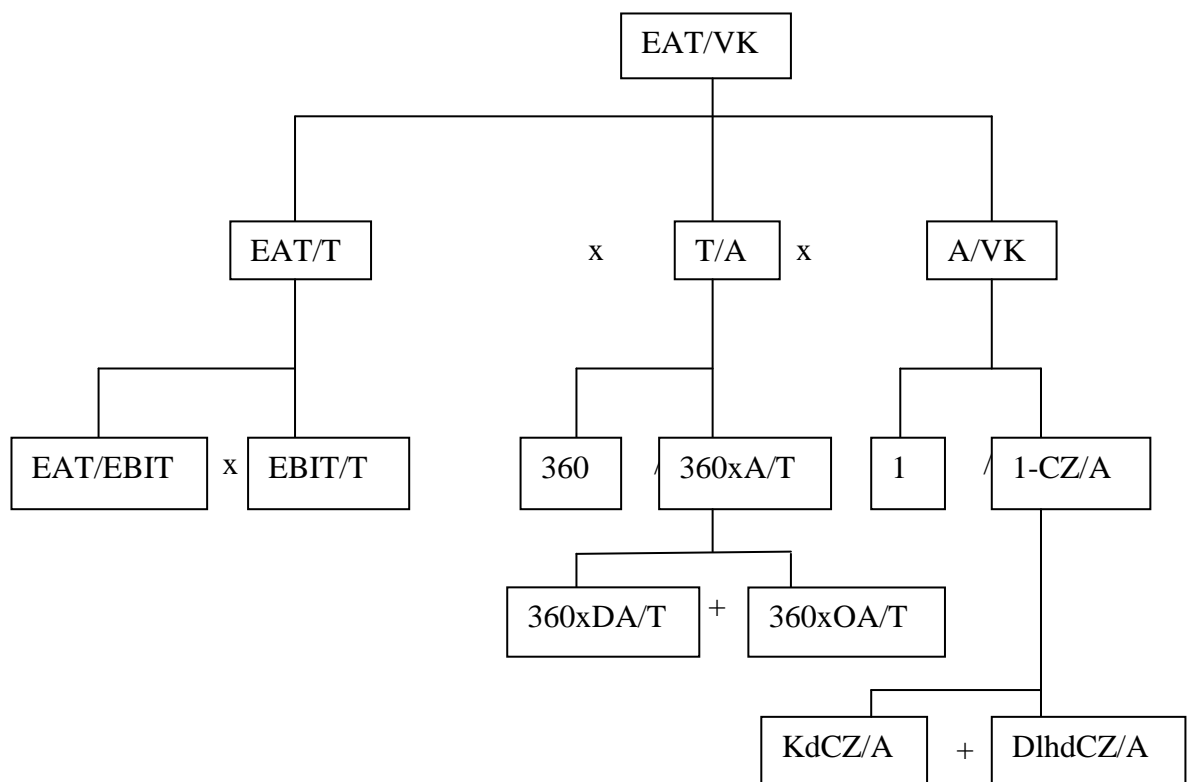 EAT/VK
EAT/T x T/A x A/VK
EAT/EBIT x EBIT/T 360 / 360xA/T 1 / 1-CZ/A
360xDA/T + 360xOA/T
KdCZ/A + DlhdCZ/A